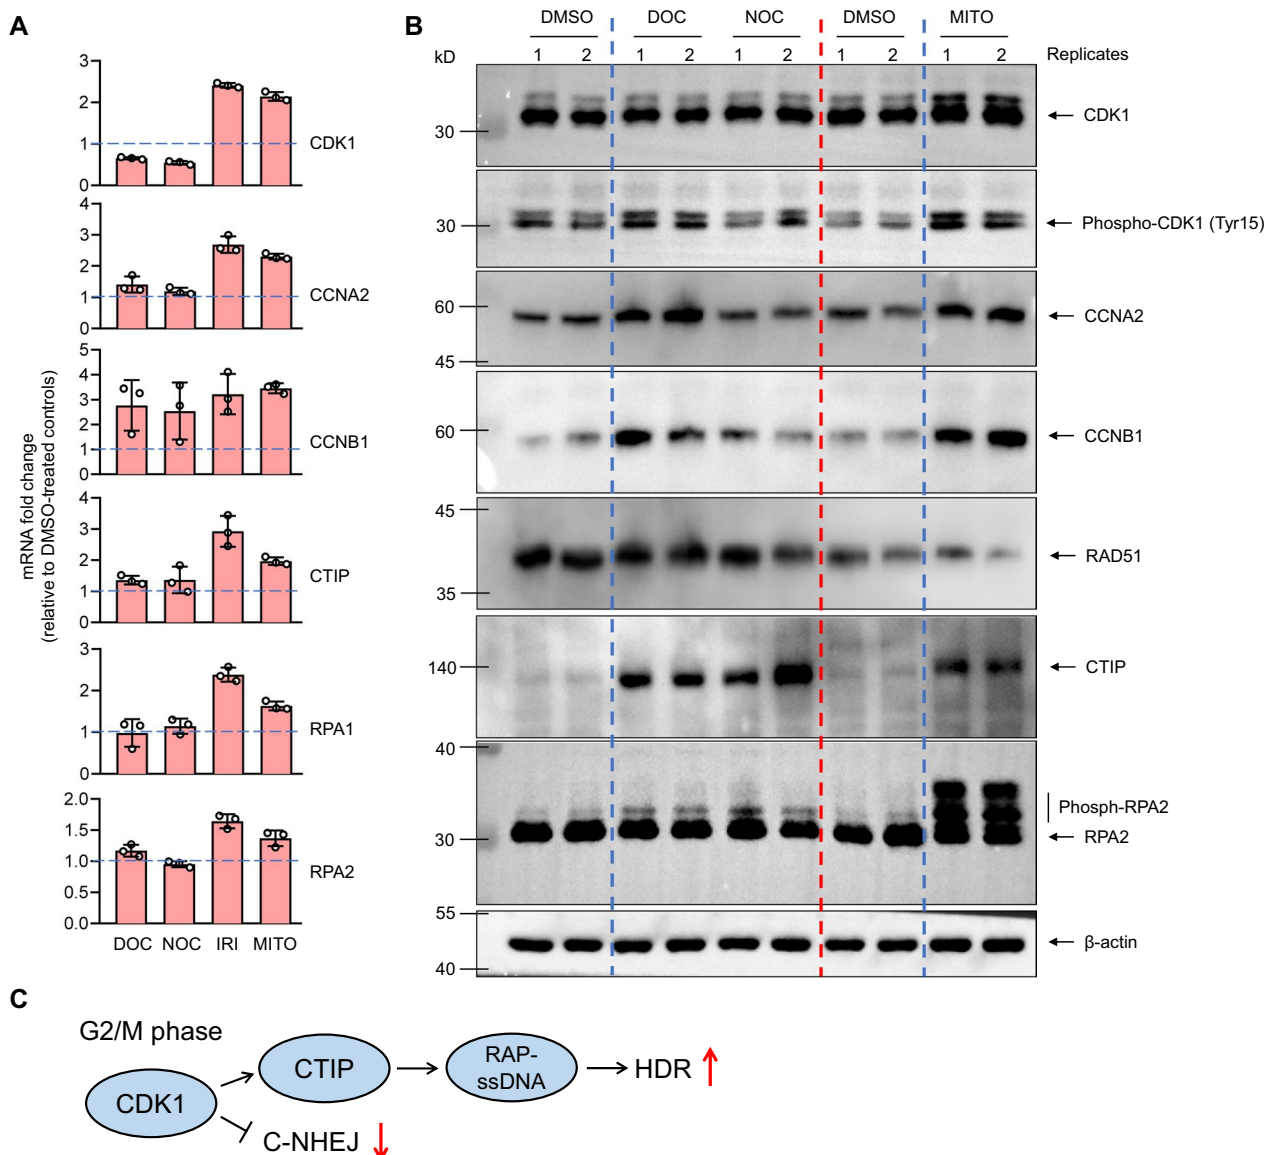 A
mRNA fold change
(relative to DMSO-treated controls)
3
2
1
0
CDK1
4
3
2
1
0
CCNA2
5
4
3
2
1
0
CCNB1
4
3
2
1
0
CTIP
3
2
1
0
RPA1
2.0
1.5
1.0
0.5
0.0
RPA2
DOC NOC IRI MITO
B
DMSO DOC NOC DMSO MITO
kD 1 2 1 2 1 2 1 2 1 2 Replicates
30 CDK1
30 Phospho-CDK1 (Tyr15)
60 CCNA2
45
60 CCNB1
45
RAD51
35
140 CTIP
40
Phosph-RPA2
30 RPA2
55
β-actin
40
C
G2/M phase
CDK1
CTIP
RAP-
ssDNA
HDR
C-NHEJ